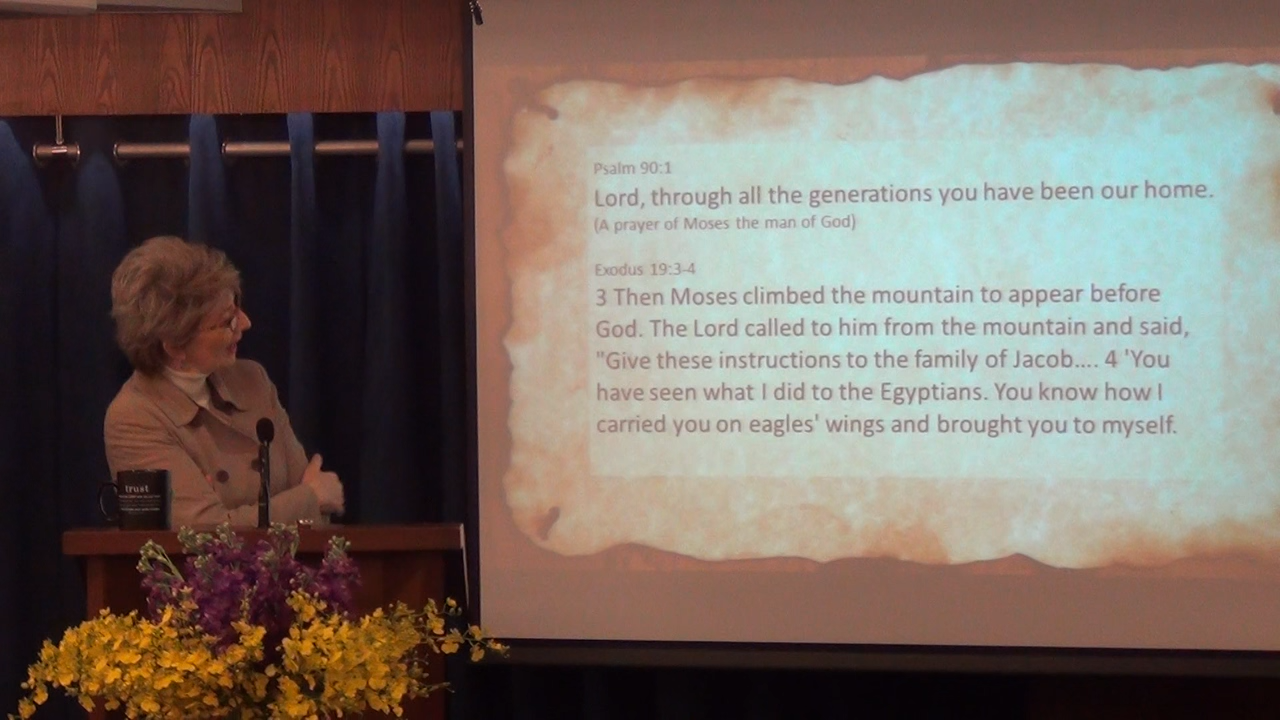 Psalm 90:1
Lord, through all the generations you have been our home.
(A prayer of Moses the man of God)
Exodus 19:3-4
3 Then Moses climbed the mountain to appear before
God. The Lord called to him from the mountain and said,
"Give these instructions to the family of Jacob.... 4 'You
have seen what I did to the Egyptians. You know how I
carried you on eagles' wings and brought you to myself.
trust